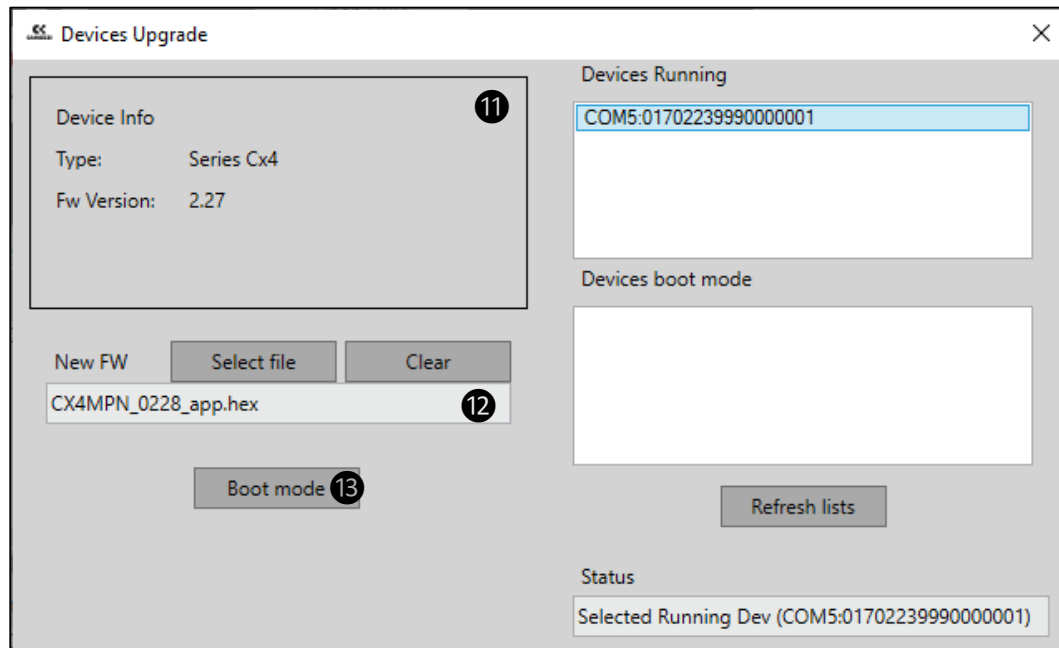 Devices Upgrade
Device Info
11
Type: Series Cx4
Fw Version: 2.27
New FW Select file Clear
CX4MPN_0228_app.hex 12
Boot mode 13
Devices Running
COM5:01702239990000001
Devices boot mode
Refresh lists
Status
Selected Running Dev (COM5:01702239990000001)